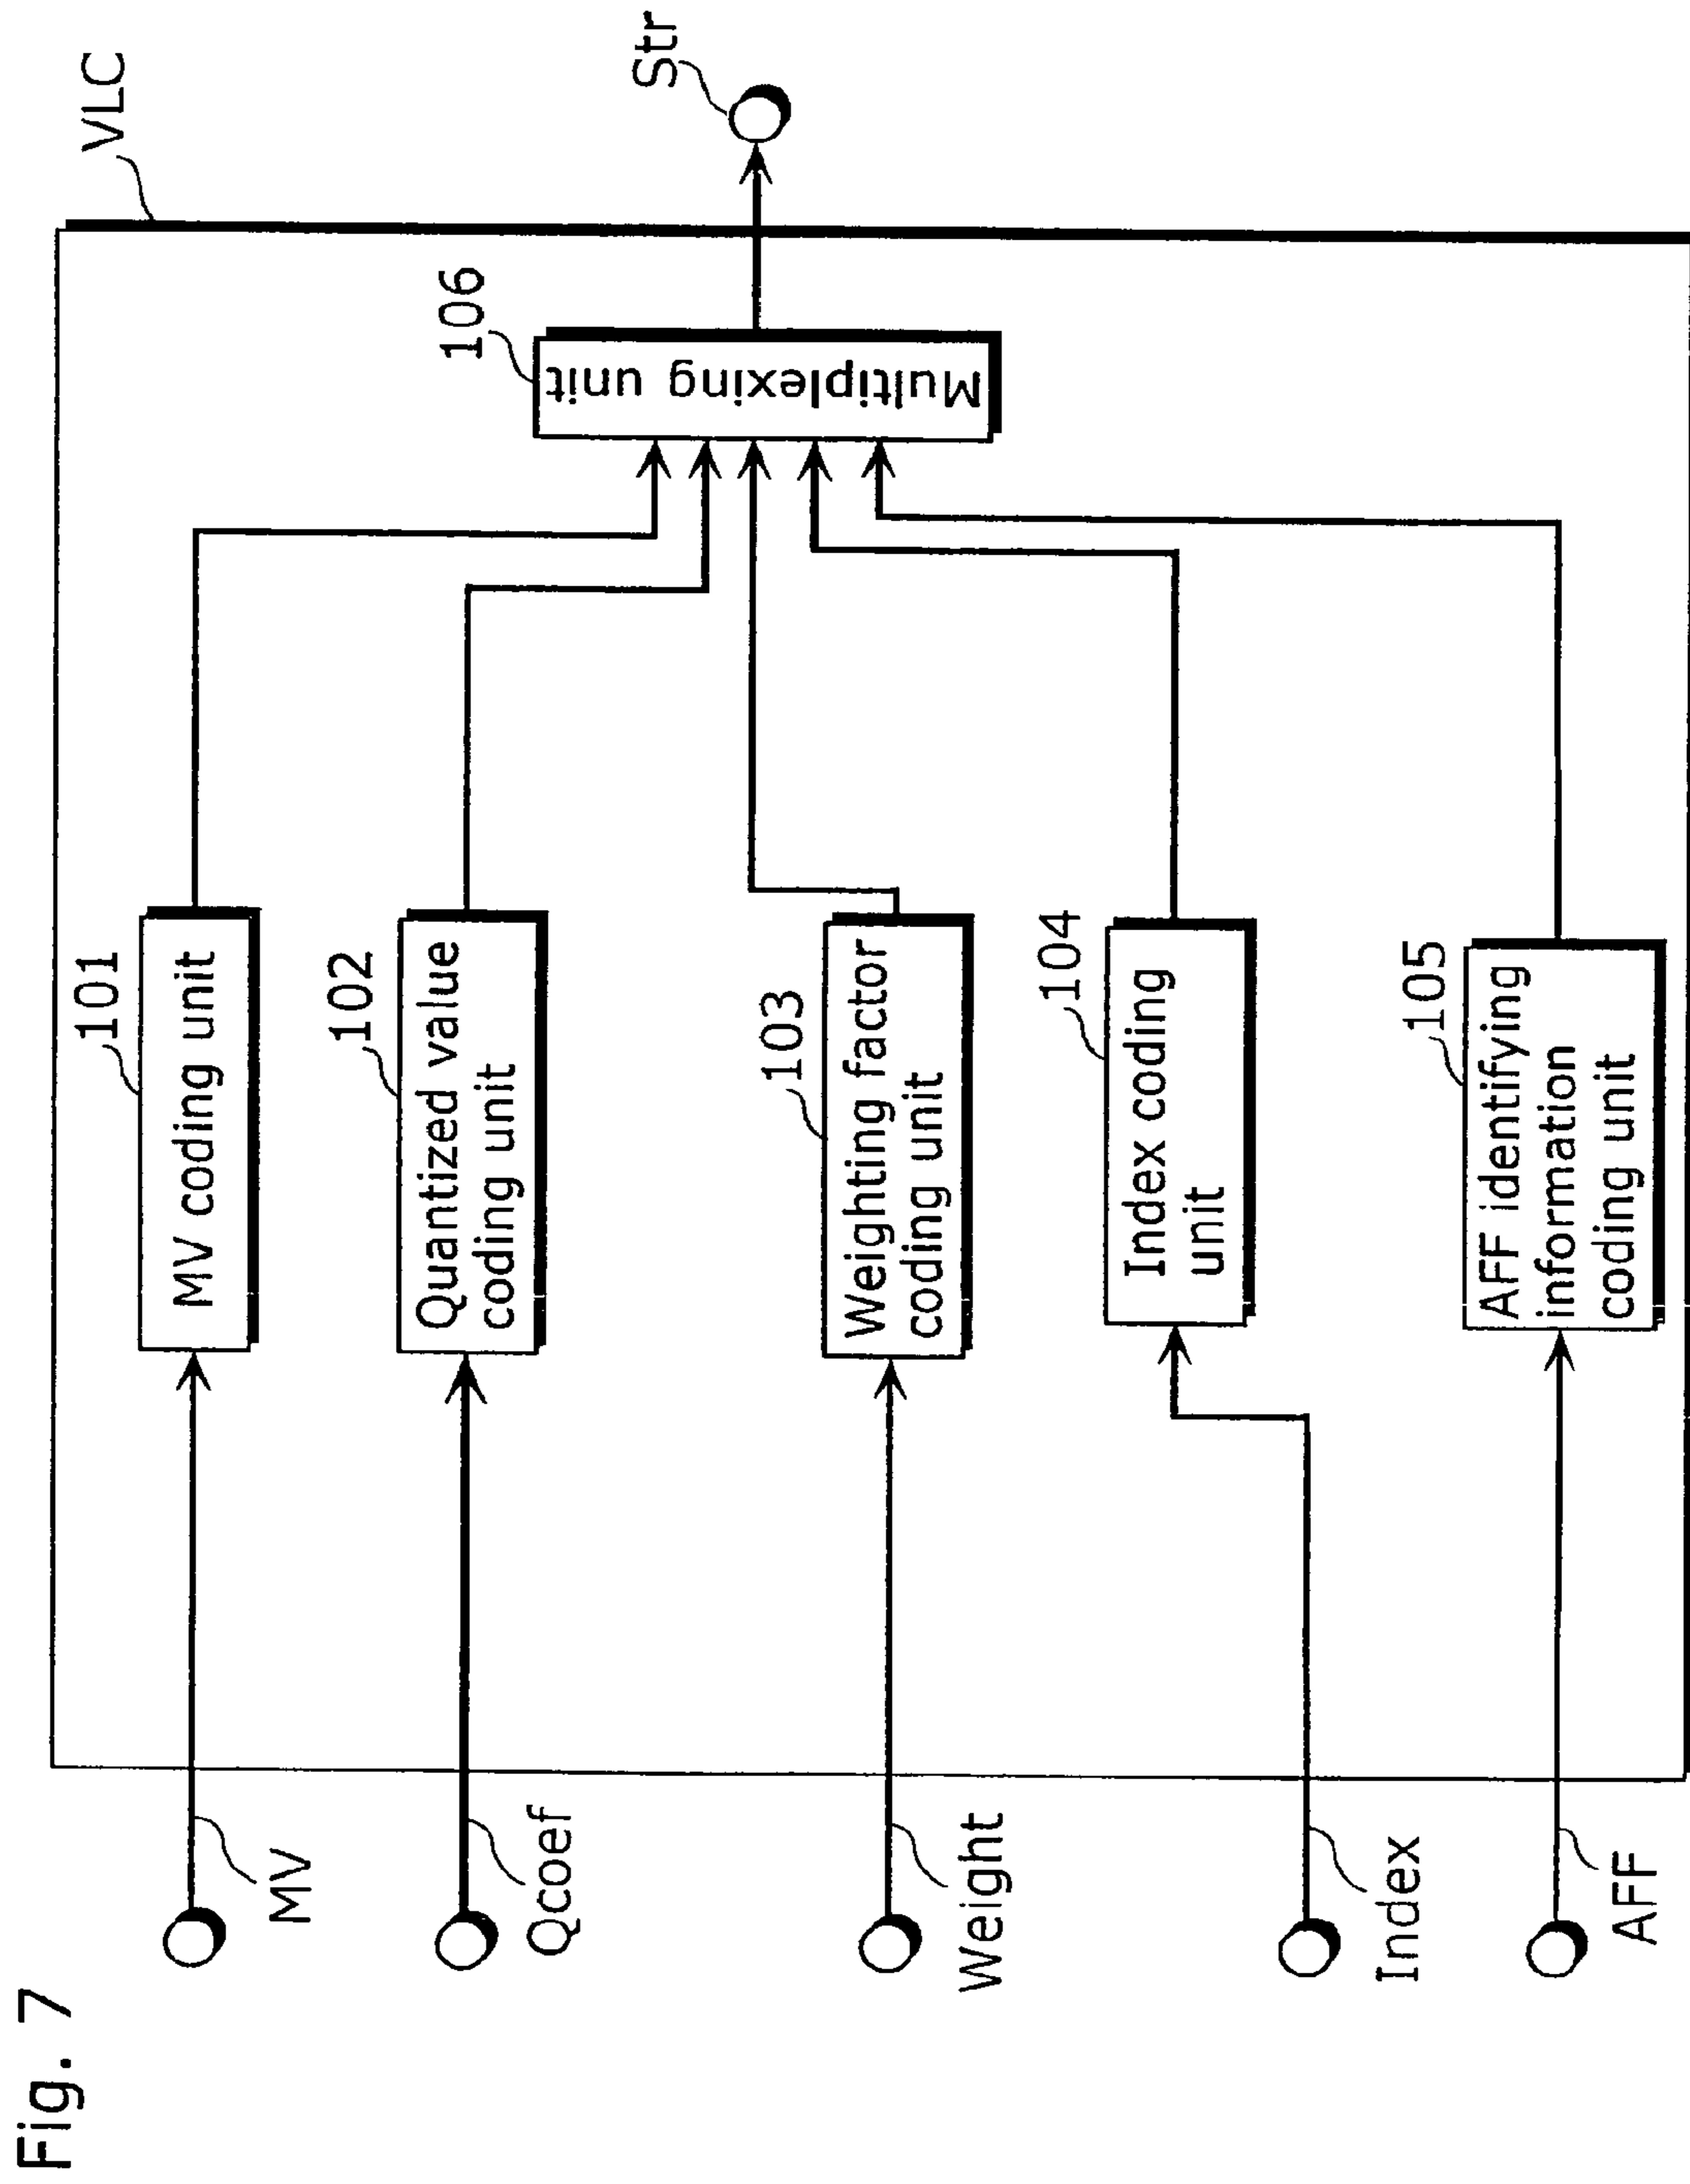 Fig. 7
VLC
MV
101
MV coding unit
Qcoef
102
Quantized value
coding unit
Weight
103
Weighting factor
coding unit
Index
104
Index coding
unit
AFF
105
AFF identifying
information
coding unit
106
Multiplexing unit
Str